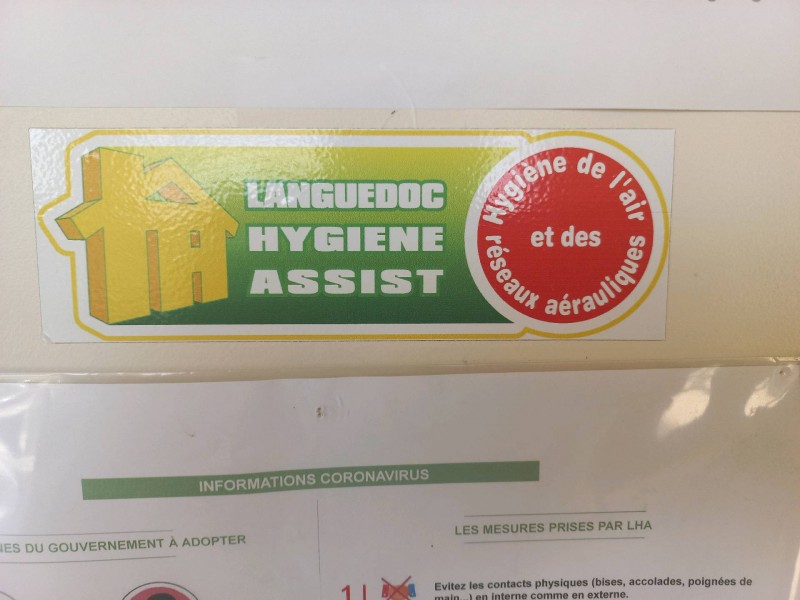 LANGUEDOC
HYGIENE
ASSIST
Hygiène de l'air
et des
réseaux aérauliques
INFORMATIONS CORONAVIRUS
DU GOUVERNEMENT À ADOPTER
LES MESURES PRISES PAR LHA
Evitez les contacts physiques (bises, accolades, poignées de
main...) en interne comme en externe.